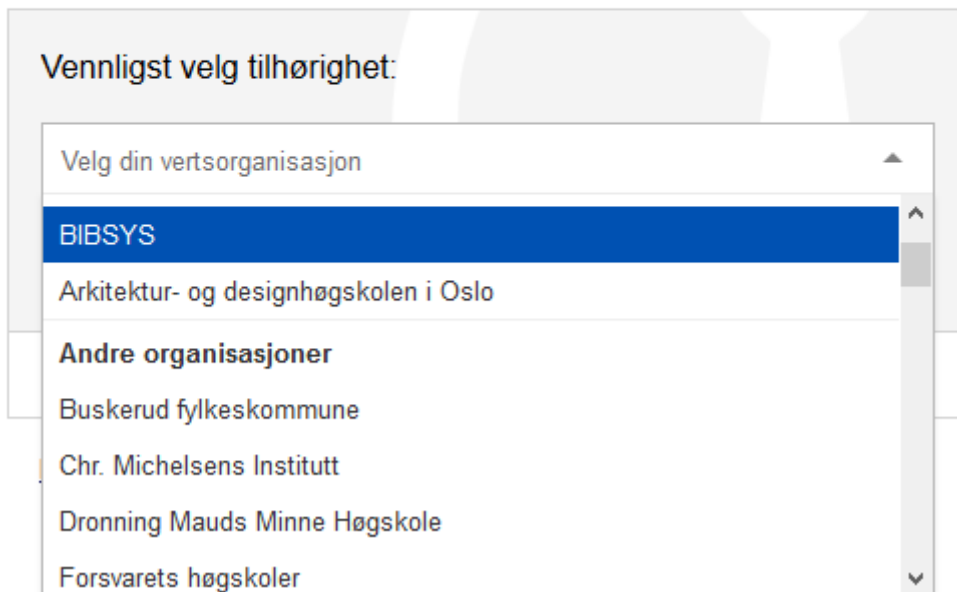 Vennligst velg tilhørighet:
Velg din vertsorganisasjon
BIBSYS
Arkitektur- og designhøgskolen i Oslo
Andre organisasjoner
Buskerud fylkeskommune
Chr. Michelsens Institutt
Dronning Mauds Minne Høgskole
Forsvarets høgskoler